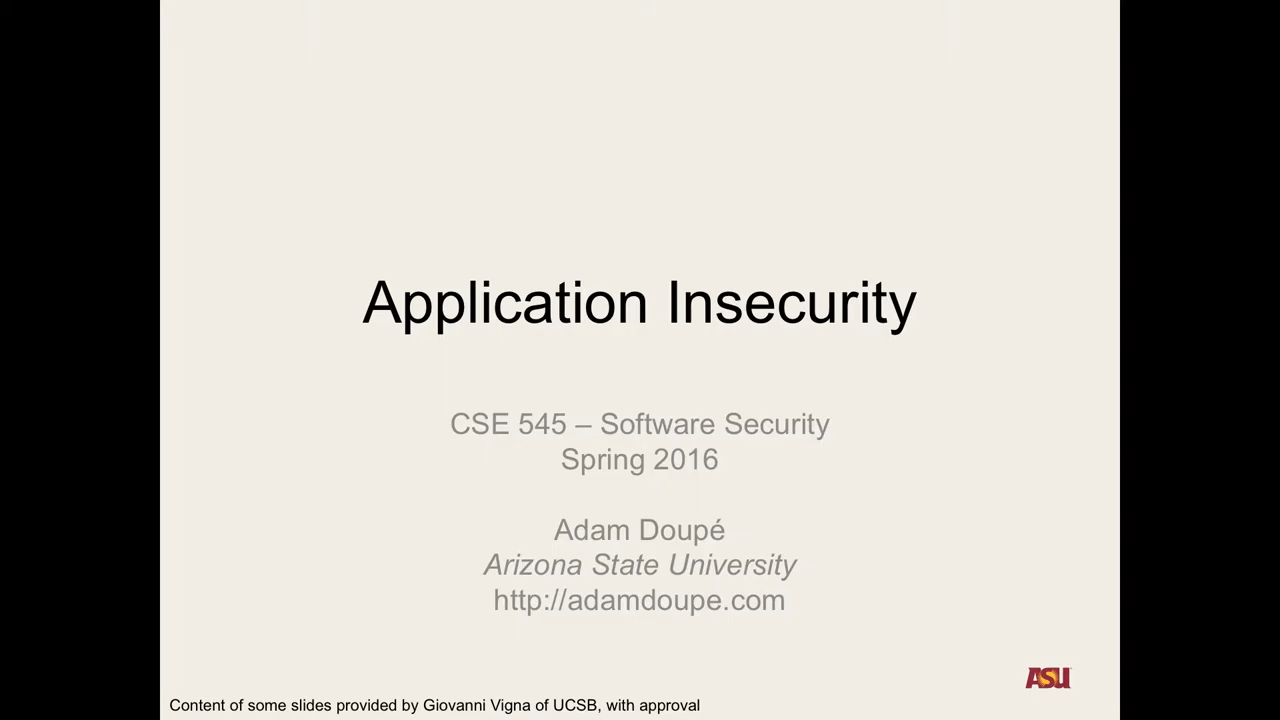 Application Insecurity
CSE 545 – Software Security
Spring 2016
Adam Doupé
Arizona State University
http://adamdoupe.com
ASU
Content of some slides provided by Giovanni Vigna of UCSB, with approval